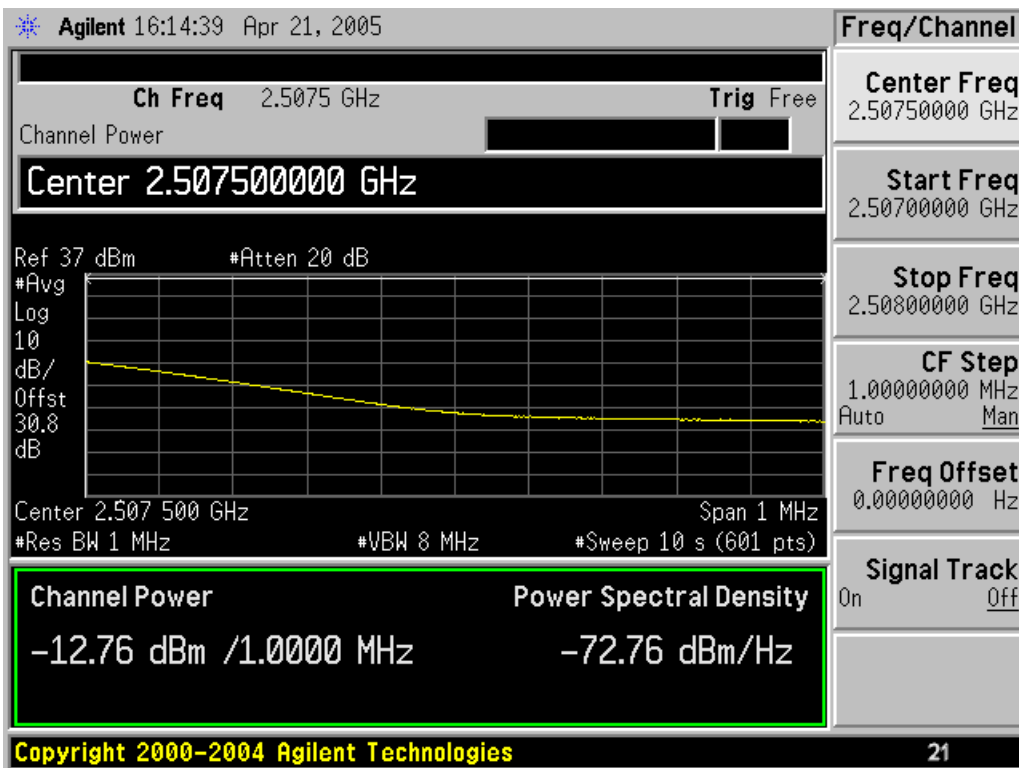 Agilent 16:14:39 Apr 21, 2005
Freq/Channel
Ch Freq 2.5075 GHz Trig Free
Channel Power
Center 2.507500000 GHz
Ref 37 dBm #Atten 20 dB
#Avg
Log
10
dB/
Offst
30.8
dB
Center 2.507 500 GHz Span 1 MHz
#Res BW 1 MHz #VBW 8 MHz #Sweep 10 s (601 pts)
Channel Power Power Spectral Density
-12.76 dBm /1.0000 MHz -72.76 dBm/Hz
Center Freq
2.50750000 GHz
Start Freq
2.50700000 GHz
Stop Freq
2.50800000 GHz
CF Step
1.00000000 MHz
Auto Man
Freq Offset
0.00000000 Hz
Signal Track
On Off
Copyright 2000-2004 Agilent Technologies 21